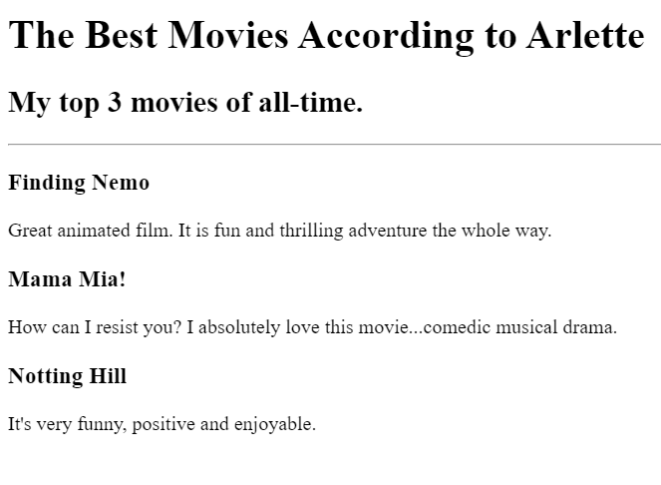 The Best Movies According to Arlette
My top 3 movies of all-time.
Finding Nemo
Great animated film. It is fun and thrilling adventure the whole way.
Mama Mia!
How can I resist you? I absolutely love this movie...comedic musical drama.
Notting Hill
It's very funny, positive and enjoyable.